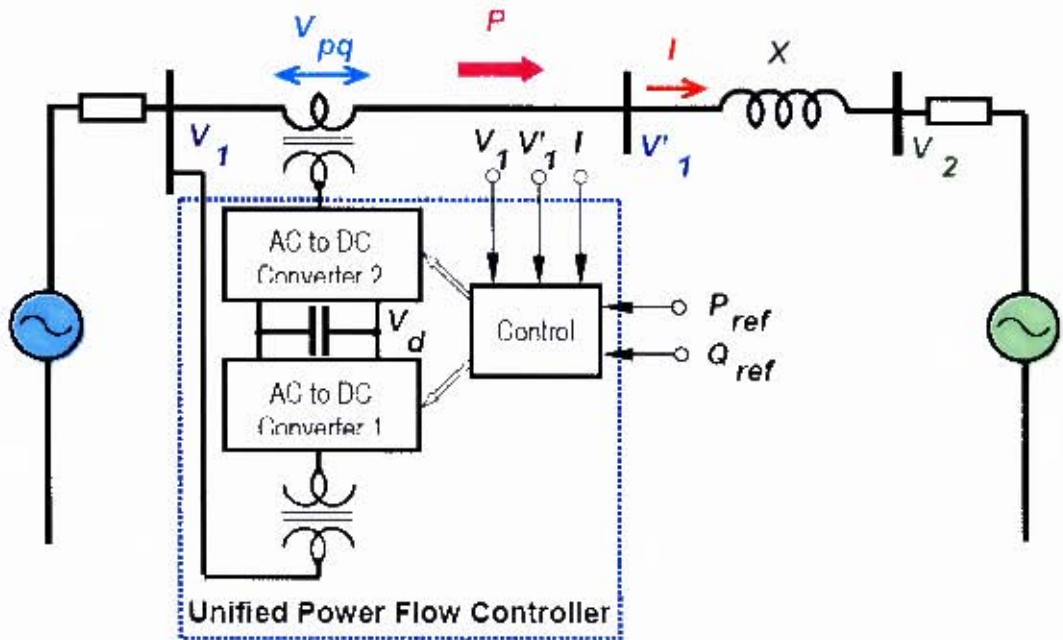 V pq
P
I
X
V 1
V' 1
V 2
V 1
V' 1
I
AC to DC
Converter 2
V d
Control
P ref
Q ref
AC to DC
Converter 1
Unified Power Flow Controller